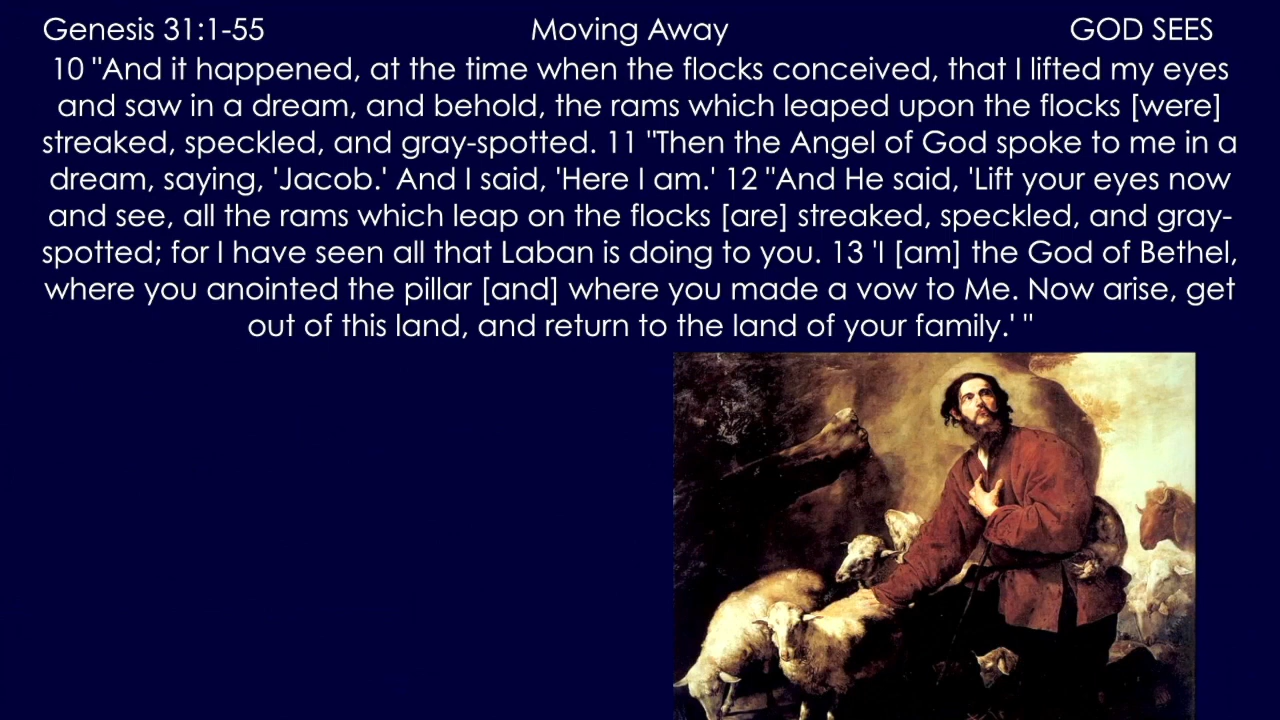 Genesis 31:1-55 Moving Away GOD SEES
10 "And it happened, at the time when the flocks conceived, that I lifted my eyes
and saw in a dream, and behold, the rams which leaped upon the flocks [were]
streaked, speckled, and gray-spotted. 11 "Then the Angel of God spoke to me in a
dream, saying, 'Jacob.' And I said, 'Here I am.' 12 "And He said, 'Lift your eyes now
and see, all the rams which leap on the flocks [are] streaked, speckled, and gray-
spotted; for I have seen all that Laban is doing to you. 13 'I [am] the God of Bethel,
where you anointed the pillar [and] where you made a vow to Me. Now arise, get
out of this land, and return to the land of your family.' "